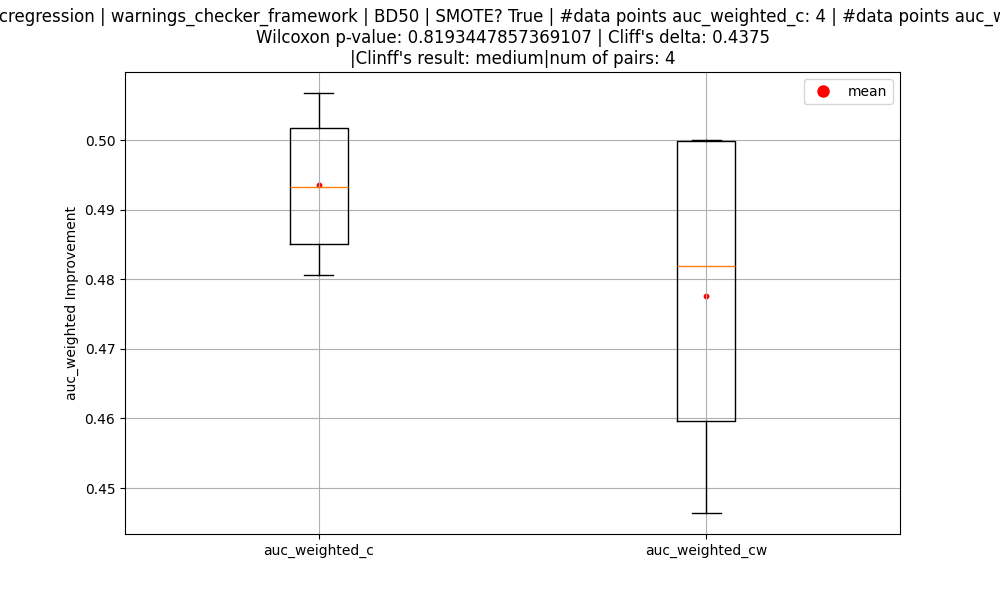 cregression | warnings_checker_framework | BD50 | SMOTE? True | #data points auc_weighted_c: 4 | #data points auc_w
Wilcoxon p-value: 0.8193447857369107 | Cliff's delta: 0.4375
|Clinff's result: medium|num of pairs: 4
mean
0.50
0.49
0.48
0.47
0.46
0.45
auc_weighted Improvement
auc_weighted_c
auc_weighted_cw